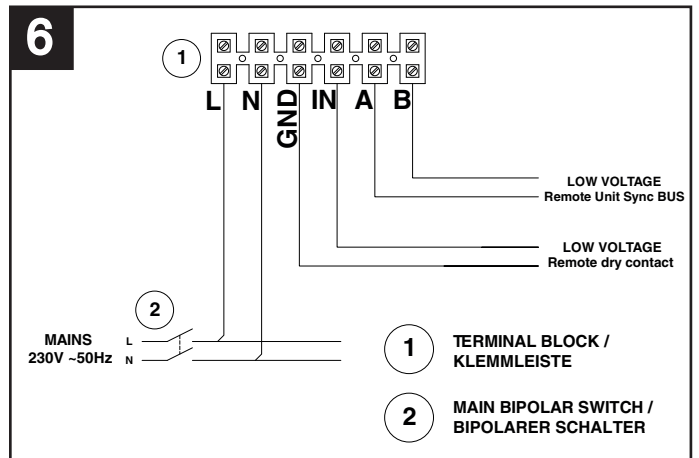 6
1
L N GND IN A B
LOW VOLTAGE
Remote Unit Sync BUS
LOW VOLTAGE
Remote dry contact
2
MAINS
230V ~50Hz
L
N
1
TERMINAL BLOCK /
KLEMMLEISTE
2
MAIN BIPOLAR SWITCH /
BIPOLARER SCHALTER